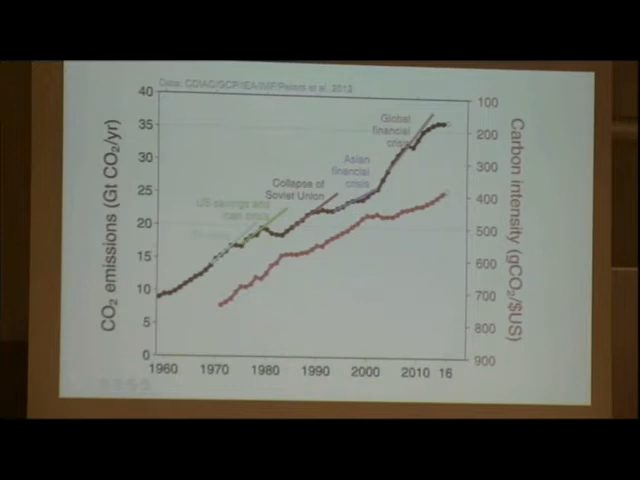 Data: CDIAC/GCP/IEA/IMF/Peters et al. 2012
40
35
30
25
20
15
10
5
0
CO₂ emissions (Gt CO₂/yr)
Global
financial
crisis
Asian
financial
crisis
Collapse of
Soviet Union
US savings and
loan crisis
100
200
300
400
500
600
700
800
900
Carbon intensity (gCO₂/$US)
1960
1970
1980
1990
2000
2010 16